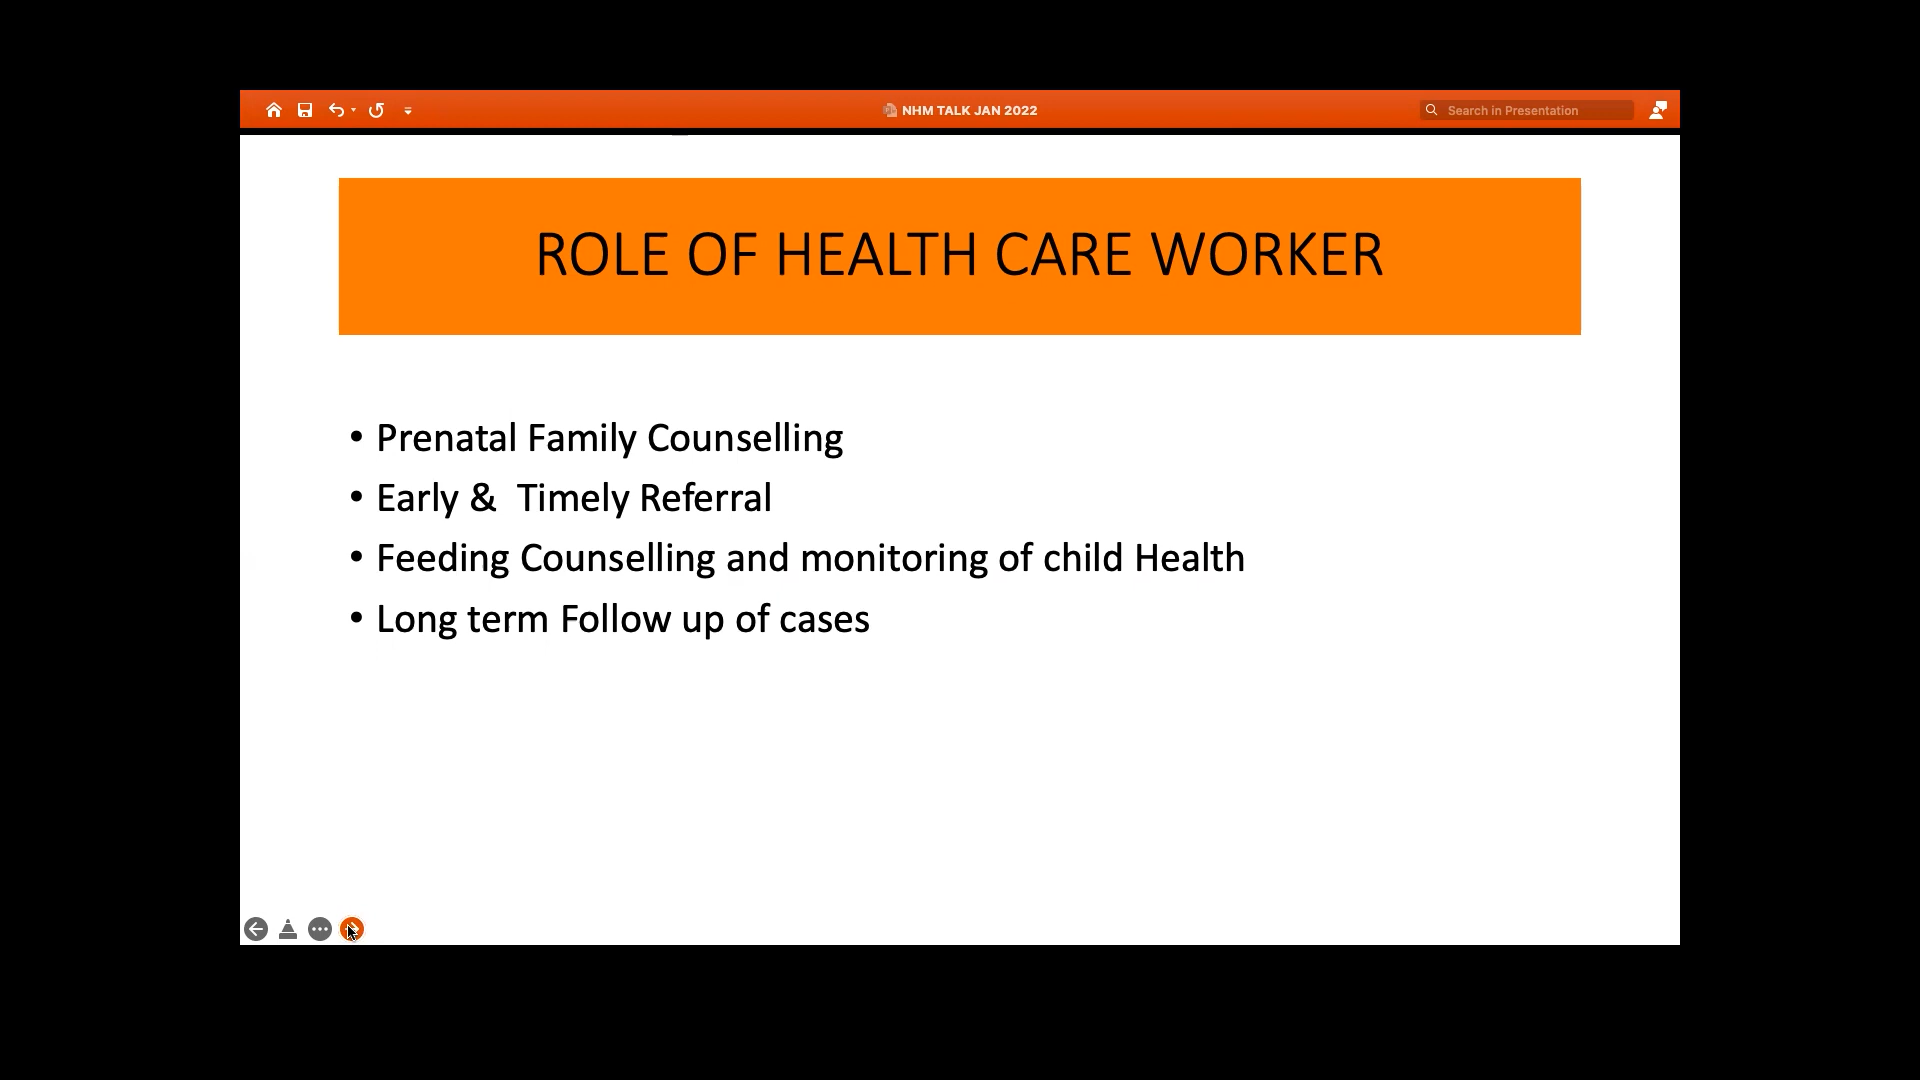 NHM TALK JAN 2022
Search in Presentation
ROLE OF HEALTH CARE WORKER
• Prenatal Family Counselling
• Early &  Timely Referral
• Feeding Counselling and monitoring of child Health
• Long term Follow up of cases